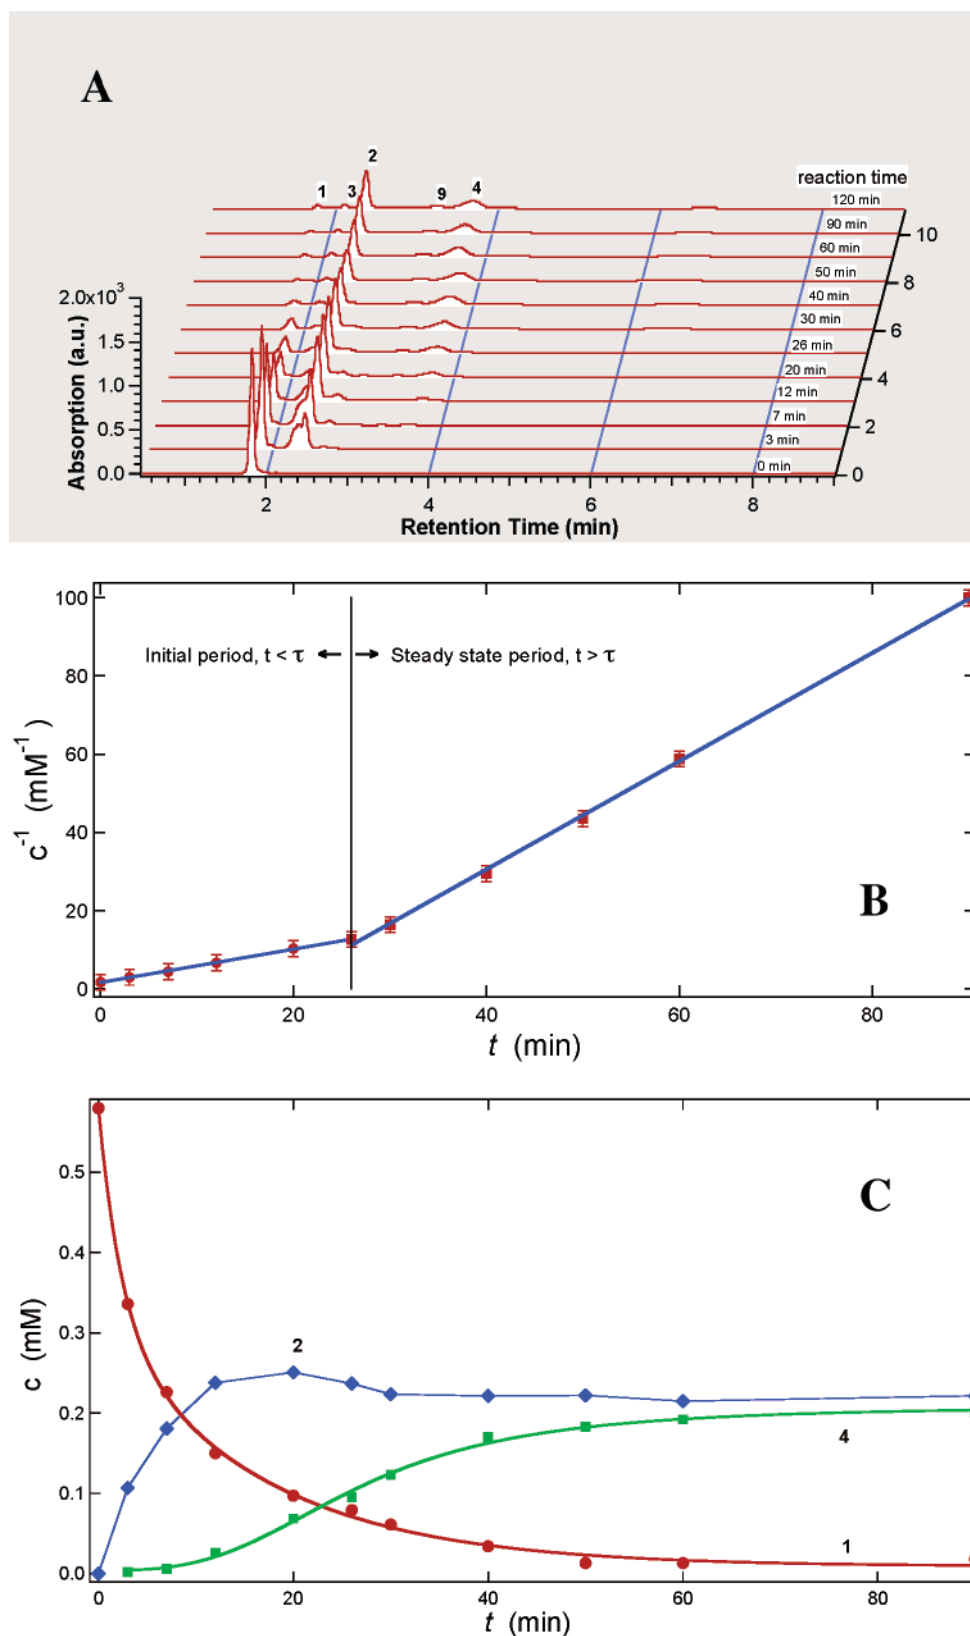 A
2
1
3
9
4
reaction time
120 min
90 min
60 min
50 min
40 min
30 min
26 min
20 min
12 min
7 min
3 min
0 min
10
8
6
4
2
0
2.0x10³
1.5
1.0
0.5
0.0
Absorption (a.u.)
2
4
6
8
Retention Time (min)
100
80
60
40
20
0
c⁻¹ (mM⁻¹)
Initial period, t < τ
Steady state period, t > τ
B
0
20
40
60
80
t (min)
0.5
0.4
0.3
0.2
0.1
0.0
c (mM)
C
2
4
1
0
20
40
60
80
t (min)